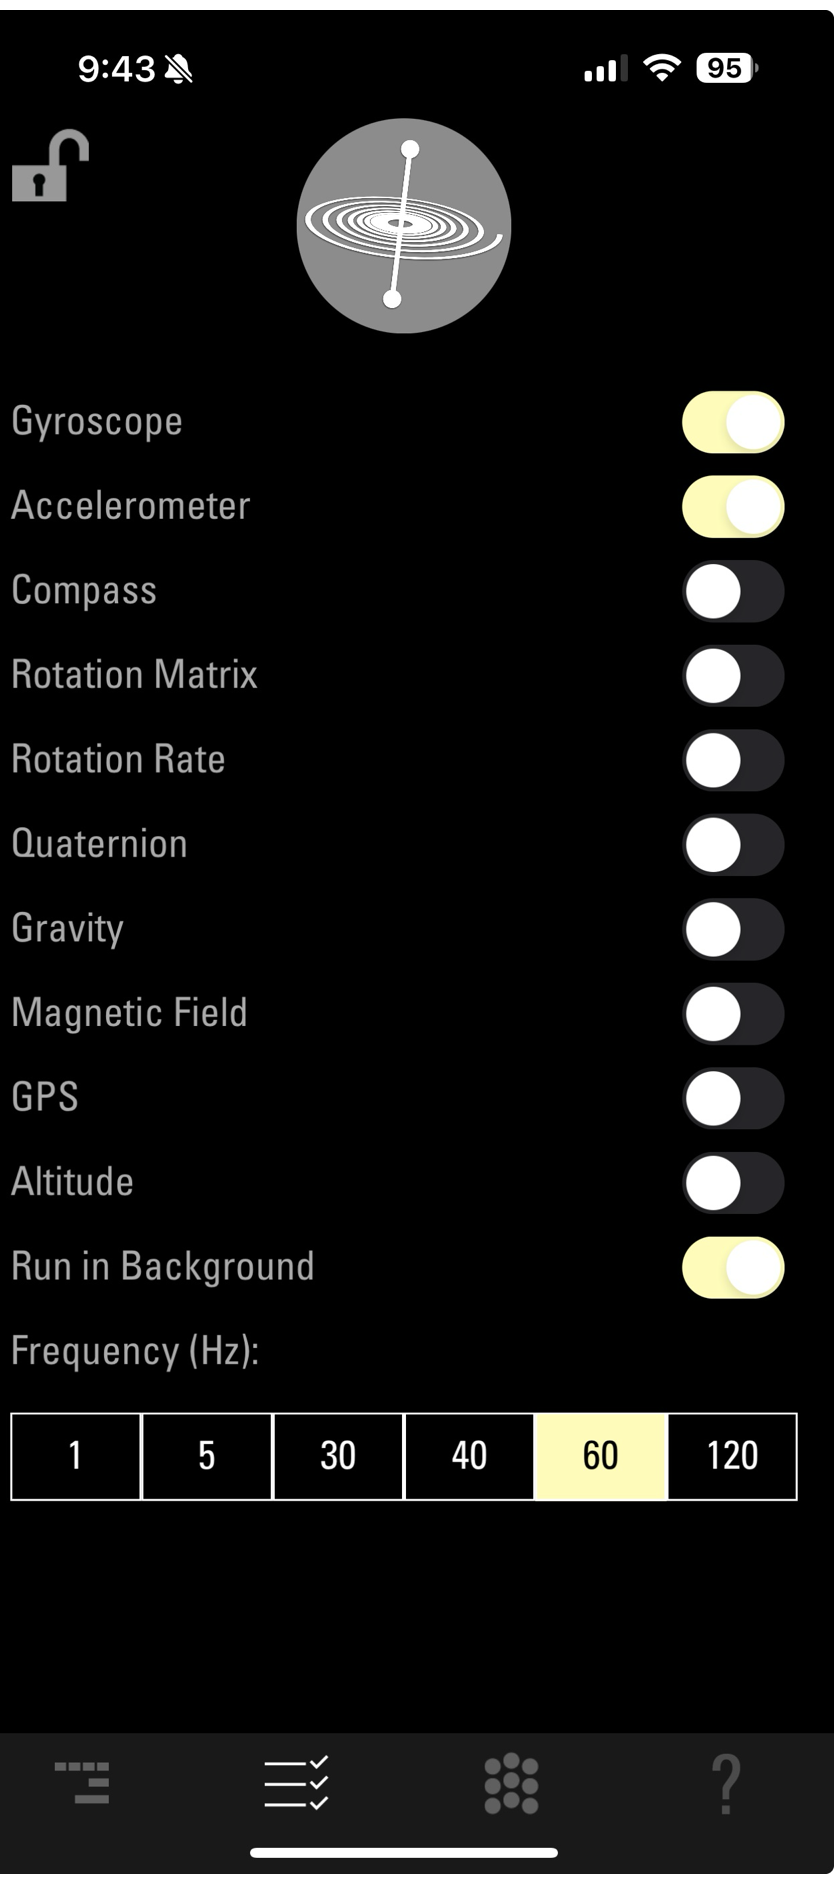 9:43
95
Gyroscope
Accelerometer
Compass
Rotation Matrix
Rotation Rate
Quaternion
Gravity
Magnetic Field
GPS
Altitude
Run in Background
Frequency (Hz):
1 5 30 40 60 120
?